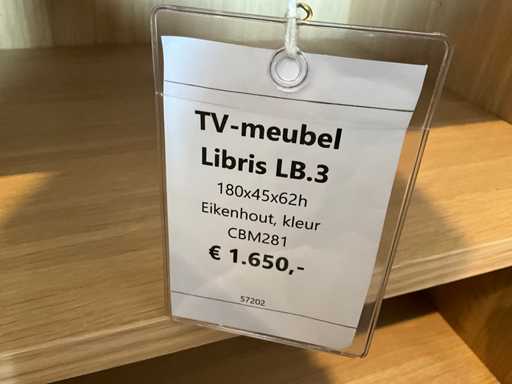 TV-meubel
Libris LB.3
180x45x62h
Eikenhout, kleur
CBM281
€ 1.650,-
57202